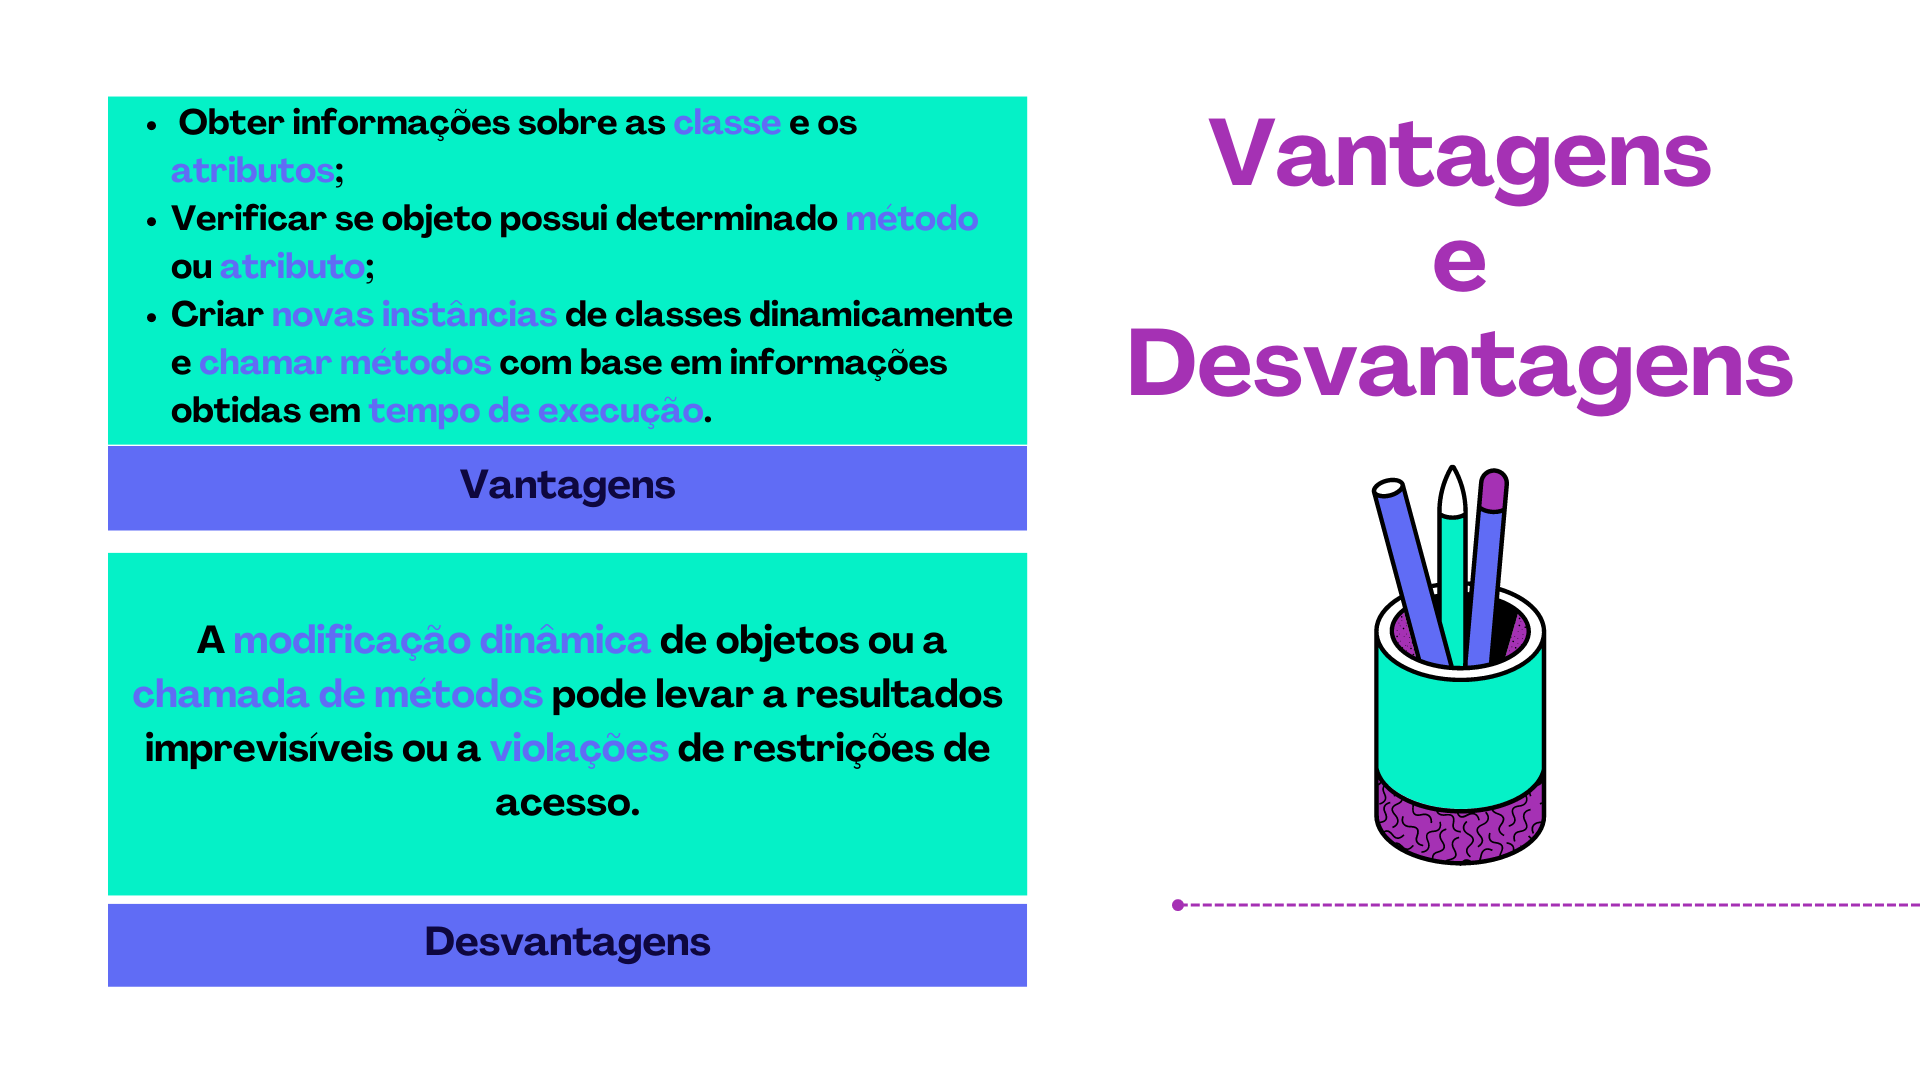 • Obter informações sobre as classe e os
atributos;
• Verificar se objeto possui determinado método
ou atributo;
• Criar novas instâncias de classes dinamicamente
e chamar métodos com base em informações
obtidas em tempo de execução.
Vantagens
A modificação dinâmica de objetos ou a
chamada de métodos pode levar a resultados
imprevisíveis ou a violações de restrições de
acesso.
Desvantagens
Vantagens
e
Desvantagens